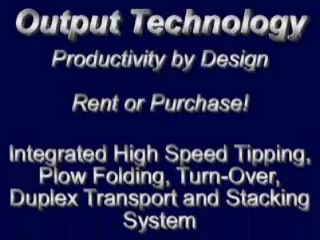 Output Technology
Productivity by Design
Rent or Purchase!
Integrated High Speed Tipping,
Plow Folding, Turn-Over,
Duplex Transport and Stacking
System